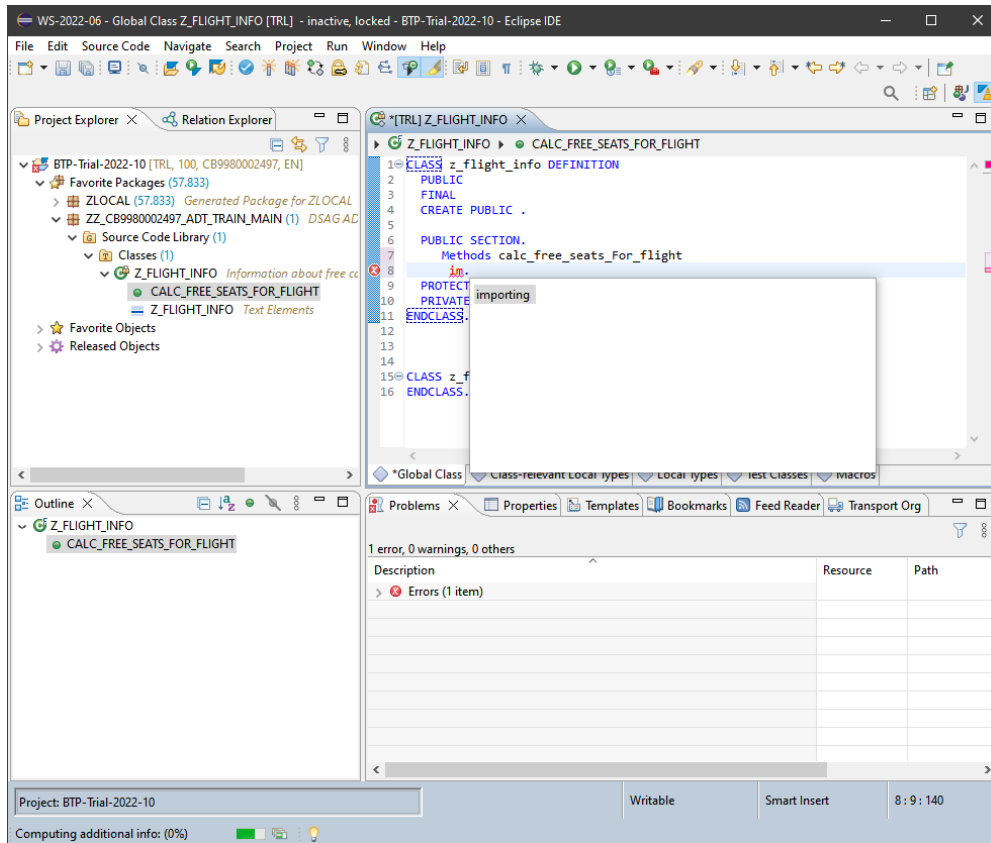 WS-2022-06 - Global Class Z_FLIGHT_INFO [TRL] - inactive, locked - BTP-Trial-2022-10 - Eclipse IDE
File Edit Source Code Navigate Search Project Run Window Help
Project Explorer
Relation Explorer
BTP-Trial-2022-10 [TRL, 100, CB9980002497, EN]
Favorite Packages (57.833)
ZLOCAL (57.833) Generated Package for ZLOCAL
ZZ_CB9980002497_ADT_TRAIN_MAIN (1) DSAG AD
Source Code Library (1)
Classes (1)
Z_FLIGHT_INFO Information about free cc
CALC_FREE_SEATS_FOR_FLIGHT
Z_FLIGHT_INFO Text Elements
Favorite Objects
Released Objects
*[TRL] Z_FLIGHT_INFO
Z_FLIGHT_INFO CALC_FREE_SEATS_FOR_FLIGHT
1 CLASS z_flight_info DEFINITION
2 PUBLIC
3 FINAL
4 CREATE PUBLIC .
5
6 PUBLIC SECTION.
7 Methods calc_free_seats_For_flight
8 im.
9 PROTECT
10 PRIVATE
11 ENDCLASS.
12
13
14
15 CLASS z_f
16 ENDCLASS.
importing
*Global Class Class-relevant Local Types Local Types Test Classes Macros
Outline
Z_FLIGHT_INFO
CALC_FREE_SEATS_FOR_FLIGHT
Problems Properties Templates Bookmarks Feed Reader Transport Org
1 error, 0 warnings, 0 others
Description Resource Path
Errors (1 item)
Project: BTP-Trial-2022-10
Writable
Smart Insert
8 : 9 : 140
Computing additional info: (0%)